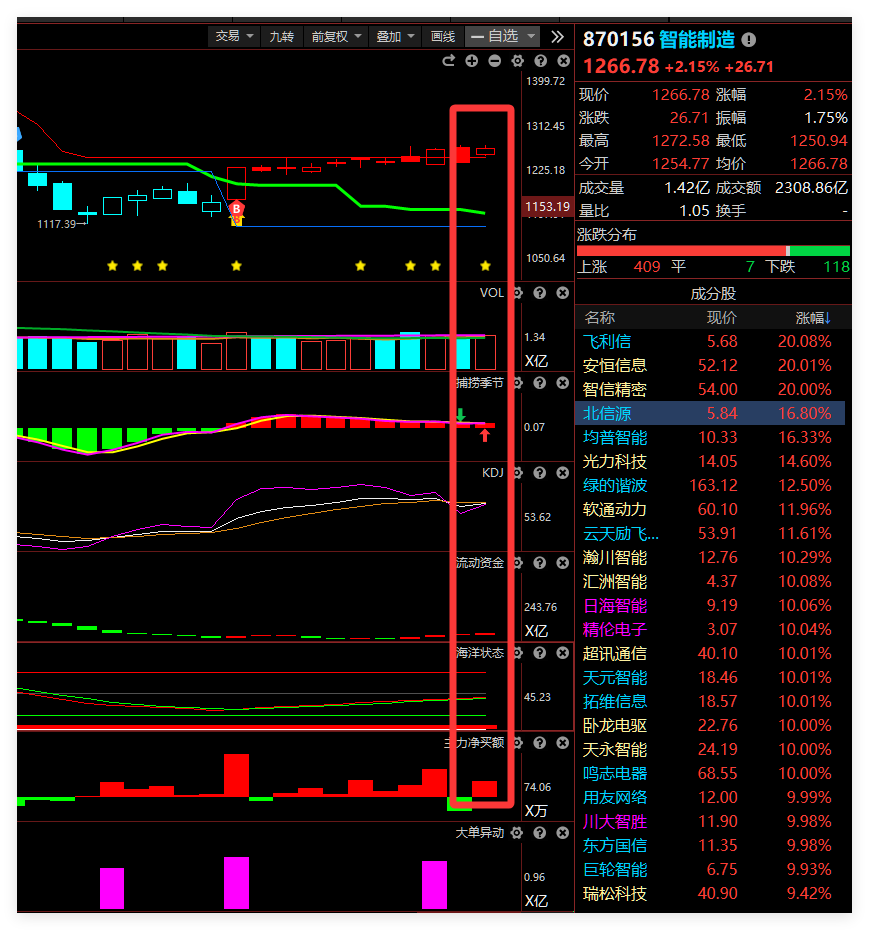 交易 九转 前复权 叠加 画线 一自选
870156 智能制造
1266.78 +2.15% +26.71
现价 1266.78 涨幅 2.15%
涨跌 26.71 振幅 1.75%
最高 1272.58 最低 1250.94
今开 1254.77 均价 1266.78
成交量 1.42亿 成交额 2308.86亿
量比 1.05 换手 -
涨跌分布
上涨 409 平 7 下跌 118
成分股
名称 现价 涨幅↓
飞利信 5.68 20.08%
安恒信息 52.12 20.01%
智信精密 54.00 20.00%
北信源 5.84 16.80%
均普智能 10.33 16.33%
光力科技 14.05 14.60%
绿的谐波 163.12 12.50%
软通动力 60.10 11.96%
云天励飞... 53.91 11.61%
瀚川智能 12.76 10.29%
汇洲智能 4.37 10.08%
日海智能 9.19 10.06%
精伦电子 3.07 10.04%
超讯通信 40.10 10.01%
天元智能 18.46 10.01%
拓维信息 18.57 10.01%
卧龙电驱 22.76 10.00%
天永智能 24.19 10.00%
鸣志电器 68.55 10.00%
用友网络 12.00 9.99%
川大智胜 11.90 9.98%
东方国信 11.35 9.98%
巨轮智能 6.75 9.93%
瑞松科技 40.90 9.42%
1399.72
1312.45
1225.18
1153.19
1050.64
1117.39
B
VOL
1.34
X亿
捕捞季节
0.07
KDJ
53.62
流动资金
243.76
X亿
海洋状态
45.23
主力净买额
74.06
X万
大单异动
0.96
X亿